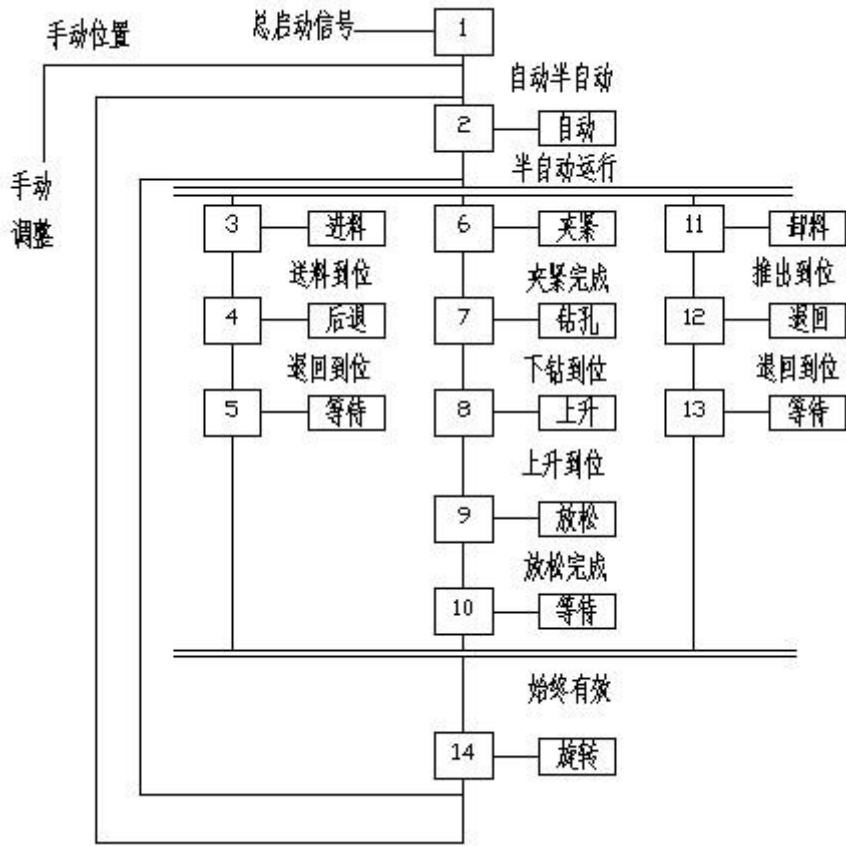 手动位置
总启动信号
1
自动半自动
2
自动
半自动运行
手动
调整
3
进料
6
夹紧
11
卸料
送料到位
夹紧完成
推出到位
4
后退
7
钻孔
12
退回
退回到位
下钻到位
退回到位
5
等待
8
上升
13
等待
上升到位
9
放松
放松完成
10
等待
始终有效
14
旋转